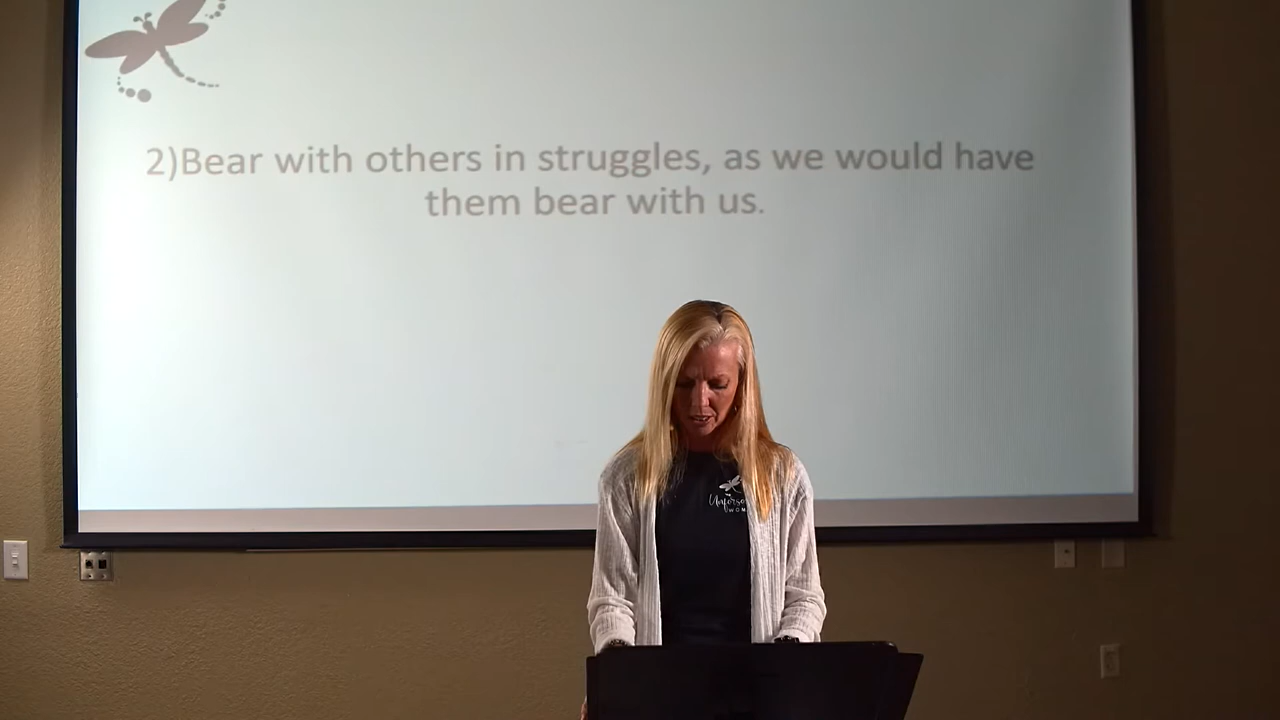 2)Bear with others in struggles, as we would have
them bear with us.